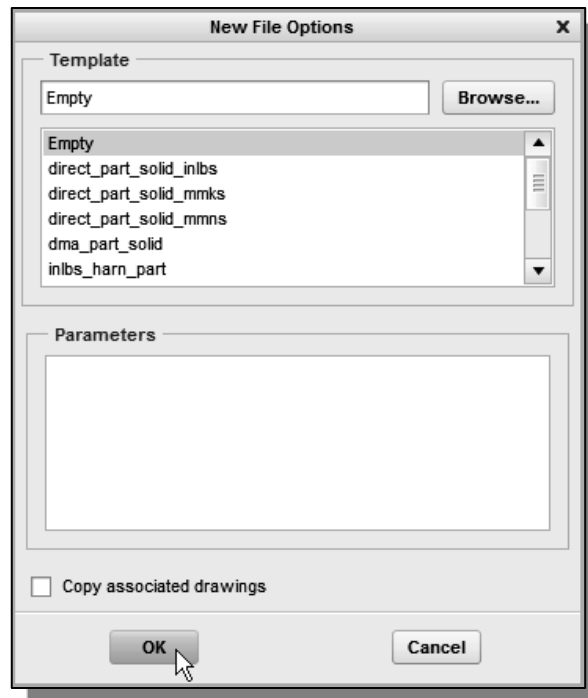 New File Options X
Template
Empty Browse...
Empty
direct_part_solid_inlbs
direct_part_solid_mmks
direct_part_solid_mmns
dma_part_solid
inlbs_harn_part
Parameters
Copy associated drawings
OK Cancel